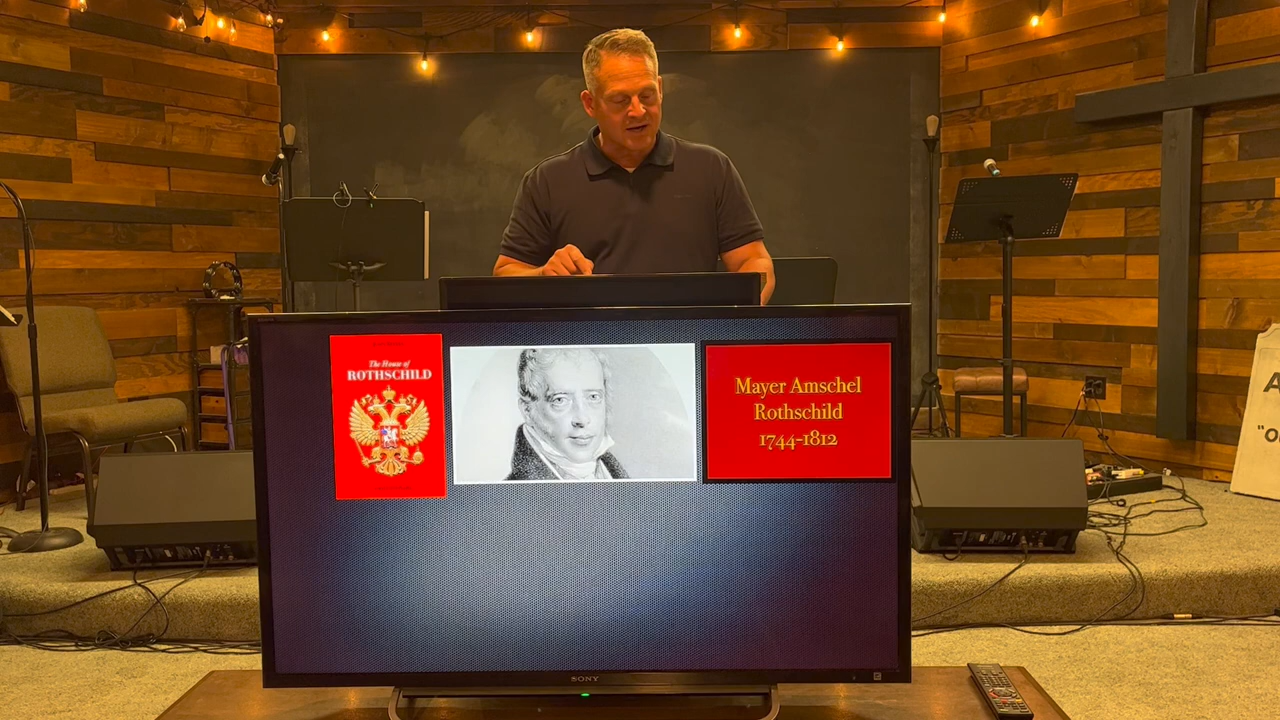 The House of
ROTHSCHILD
Mayer Amschel
Rothschild
1744-1812
SONY
A
"O